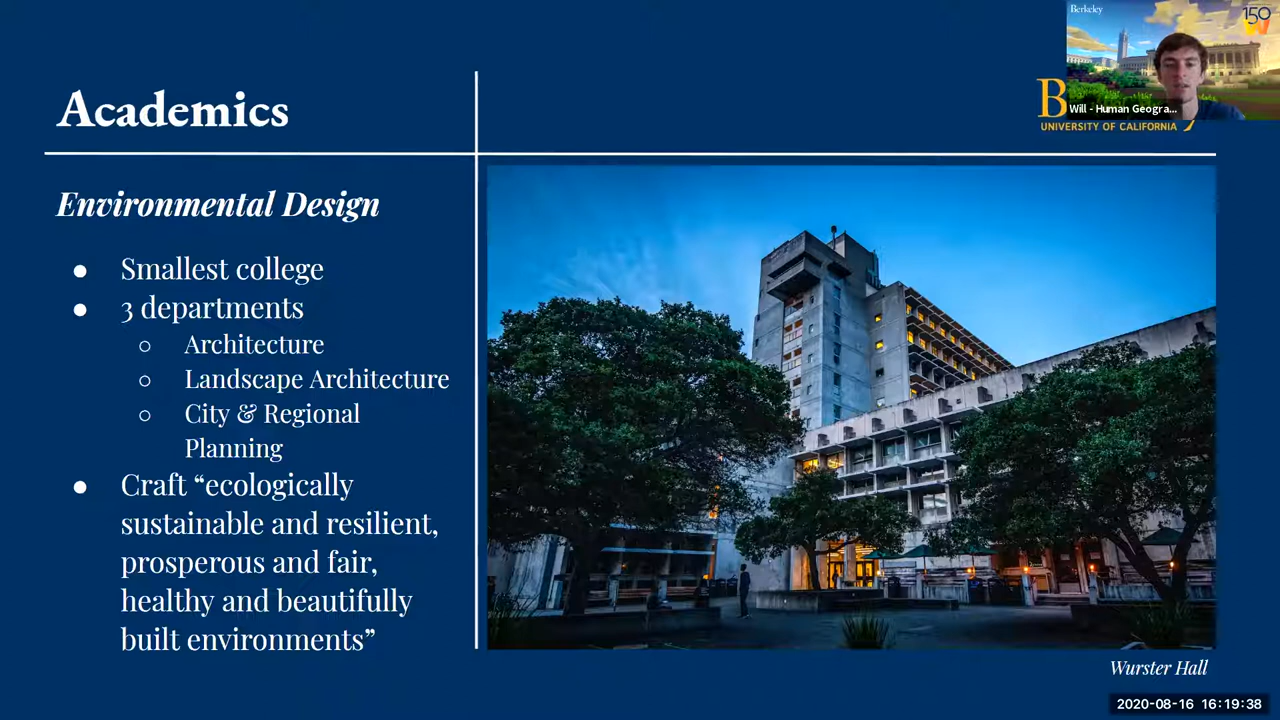 Berkeley
150
Academics
B
Will - Human Geogra...
UNIVERSITY OF CALIFORNIA
Environmental Design
● Smallest college
● 3 departments
○ Architecture
○ Landscape Architecture
○ City & Regional
Planning
● Craft “ecologically
sustainable and resilient,
prosperous and fair,
healthy and beautifully
built environments”
Wurster Hall
2020-08-16 16:19:38